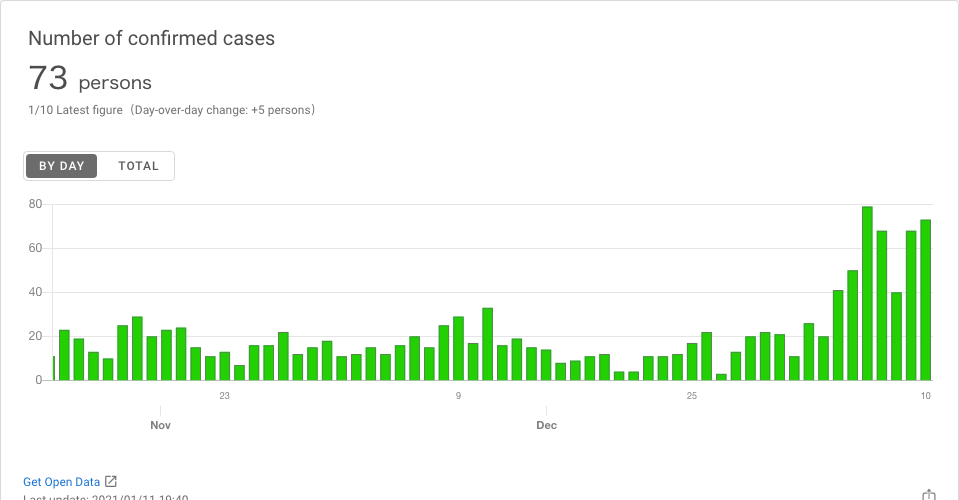 Number of confirmed cases
73 persons
1/10 Latest figure（Day-over-day change: +5 persons）
BY DAY TOTAL
80
60
40
20
0
23 9 25 10
Nov Dec
Get Open Data
Last update: 2021/01/11 19:40